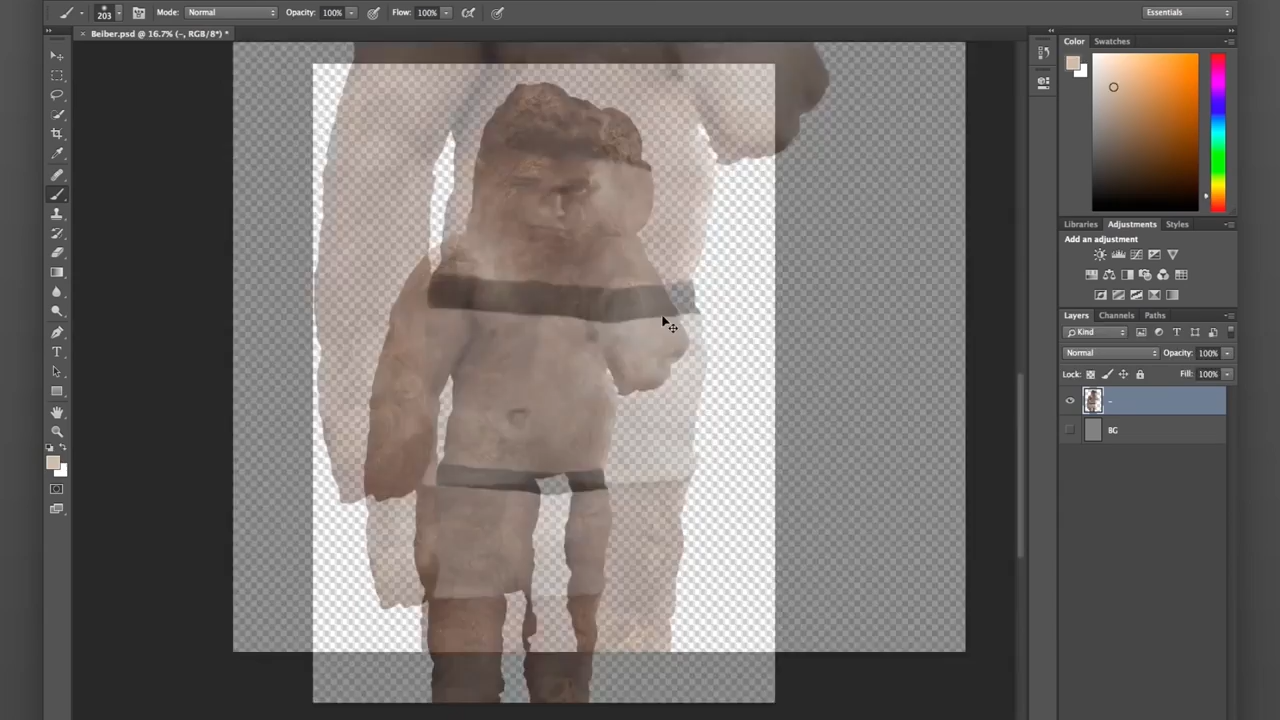 203
Mode: Normal
Opacity: 100%
Flow: 100%
Essentials
Beiber.psd @ 16.7% (–, RGB/8*) *
Color Swatches
Libraries Adjustments Styles
Add an adjustment
Layers Channels Paths
Kind
Normal
Opacity: 100%
Lock:
Fill: 100%
–
BG